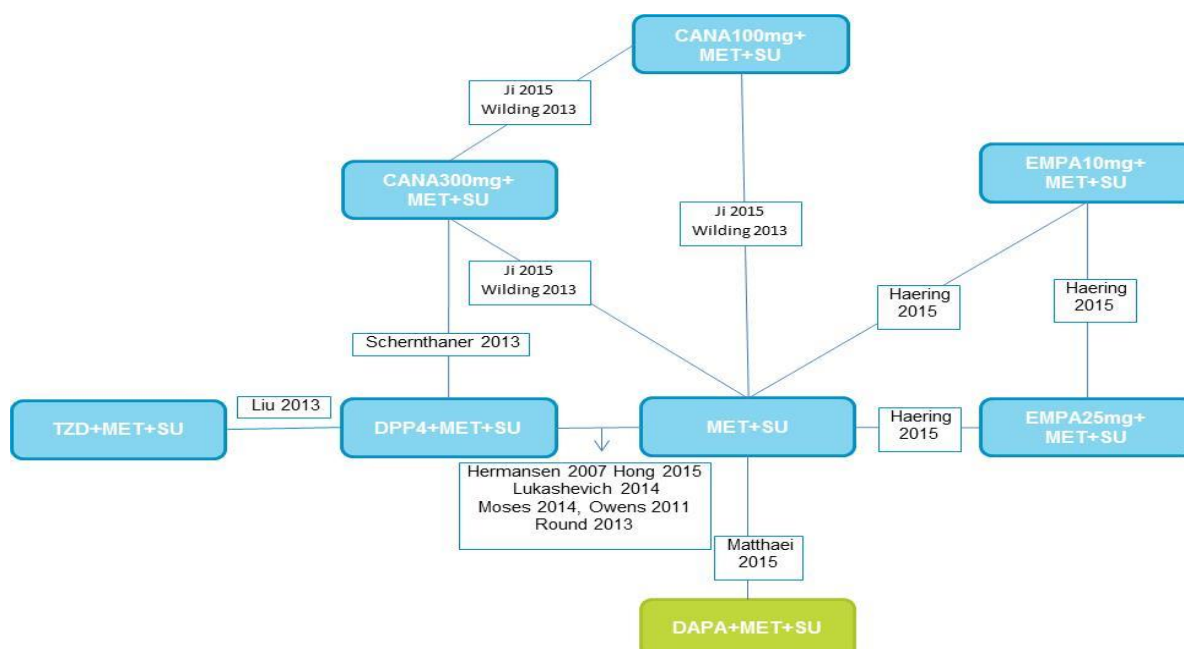 CANA100mg+
MET+SU
Ji 2015
Wilding 2013
CANA300mg+
MET+SU
EMPA10mg+
MET+SU
Ji 2015
Wilding 2013
Ji 2015
Wilding 2013
Haering
2015
Haering
2015
Schernthaner 2013
Liu 2013
TZD+MET+SU
DPP4+MET+SU
MET+SU
Haering
2015
EMPA25mg+
MET+SU
Hermansen 2007 Hong 2015
Lukashevich 2014
Moses 2014, Owens 2011
Round 2013
Matthaei
2015
DAPA+MET+SU